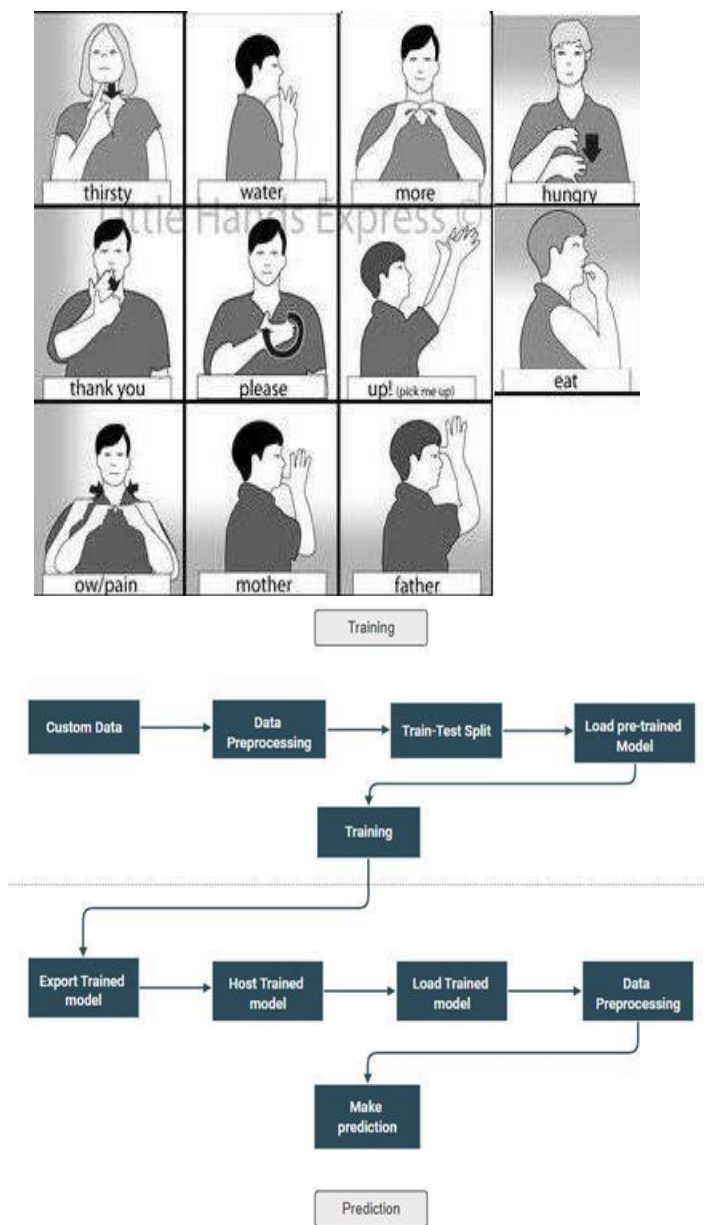 thirsty
water
more
hungry
Little Hands Express ©
thank you
please
up! (pick me up)
eat
ow/pain
mother
father
Training
Custom Data
Data
Preprocessing
Train-Test Split
Load pre-trained
Model
Training
Export Trained
model
Host Trained
model
Load Trained
model
Data
Preprocessing
Make
prediction
Prediction